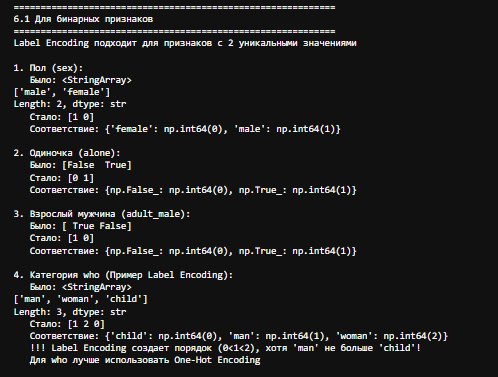 ============================================================
6.1 Для бинарных признаков
============================================================
Label Encoding подходит для признаков с 2 уникальными значениями
1. Пол (sex):
Было: <StringArray>
['male', 'female']
Length: 2, dtype: str
Стало: [1 0]
Соответствие: {'female': np.int64(0), 'male': np.int64(1)}
2. Одиночка (alone):
Было: [False  True]
Стало: [0 1]
Соответствие: {np.False_: np.int64(0), np.True_: np.int64(1)}
3. Взрослый мужчина (adult_male):
Было: [ True False]
Стало: [1 0]
Соответствие: {np.False_: np.int64(0), np.True_: np.int64(1)}
4. Категория who (Пример Label Encoding):
Было: <StringArray>
['man', 'woman', 'child']
Length: 3, dtype: str
Стало: [1 2 0]
Соответствие: {'child': np.int64(0), 'man': np.int64(1), 'woman': np.int64(2)}
!!! Label Encoding создает порядок (0<1<2), хотя 'man' не больше 'child'!
Для who лучше использовать One-Hot Encoding